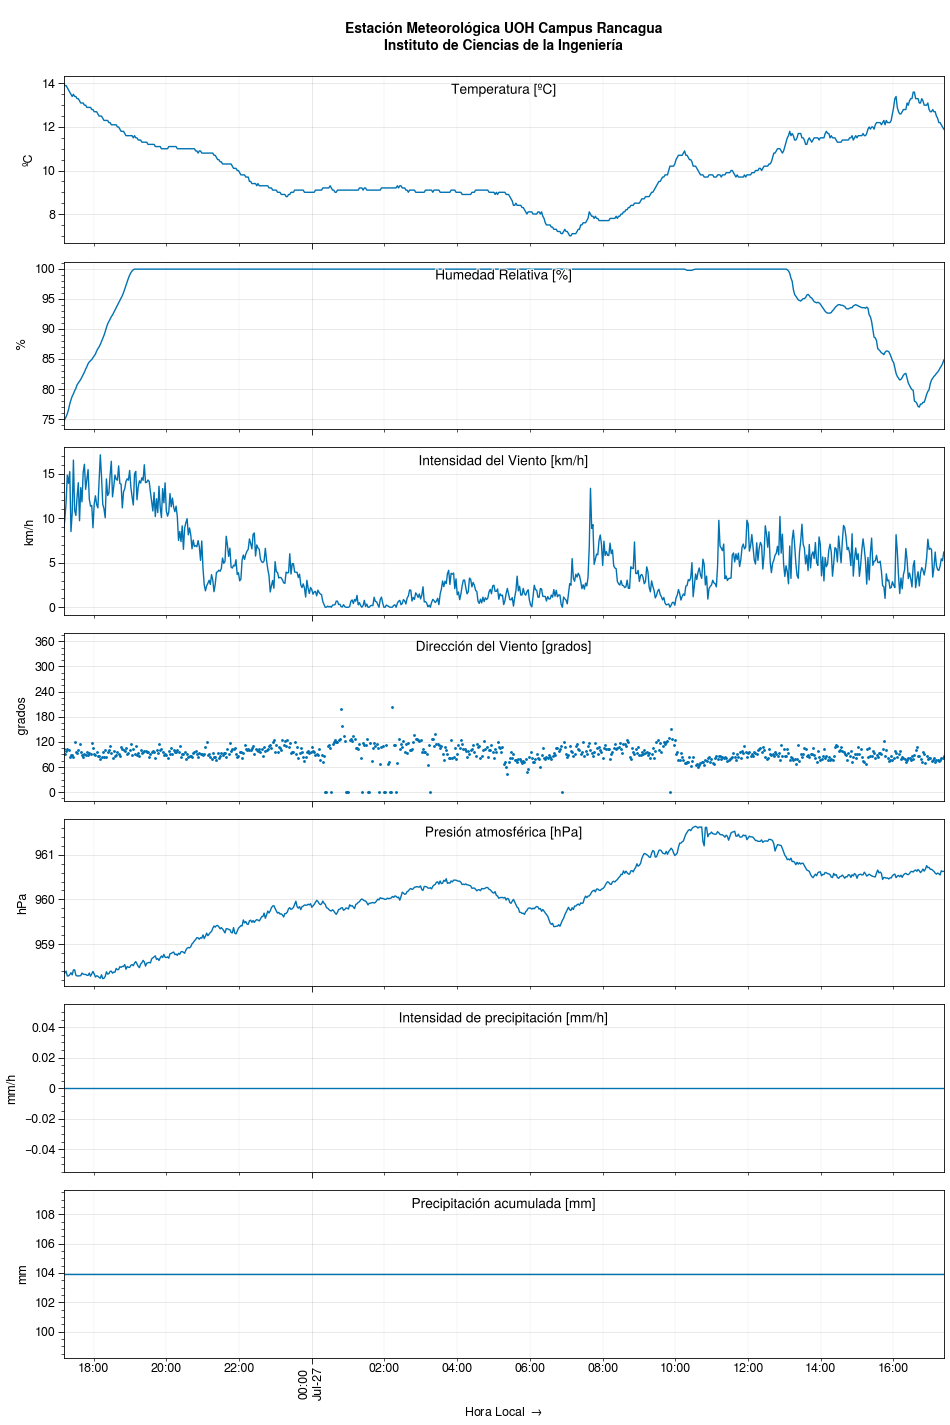 Estación Meteorológica UOH Campus Rancagua
Instituto de Ciencias de la Ingeniería
Temperatura [ºC]
14
12
10
8
ºC
Humedad Relativa [%]
100
95
90
85
80
75
%
Intensidad del Viento [km/h]
15
10
5
0
km/h
Dirección del Viento [grados]
360
300
240
180
120
60
0
grados
Presión atmosférica [hPa]
961
960
959
hPa
Intensidad de precipitación [mm/h]
0.04
0.02
0
−0.02
−0.04
mm/h
Precipitación acumulada [mm]
108
106
104
102
100
mm
18:00
20:00
22:00
00:00
Jul-27
02:00
04:00
06:00
08:00
10:00
12:00
14:00
16:00
Hora Local →